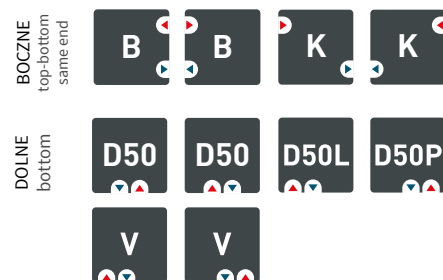 BOCZNE
top-bottom
same end
B B K K
DOLNE
bottom
D50 D50 D50L D50P
V V